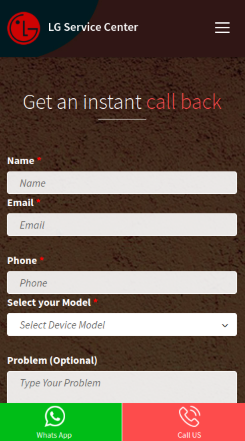 LG Service Center
Get an instant call back
Name *
Name
Email *
Email
Phone *
Phone
Select your Model *
Select Device Model
Problem (Optional)
Type Your Problem
Whats App
Call US